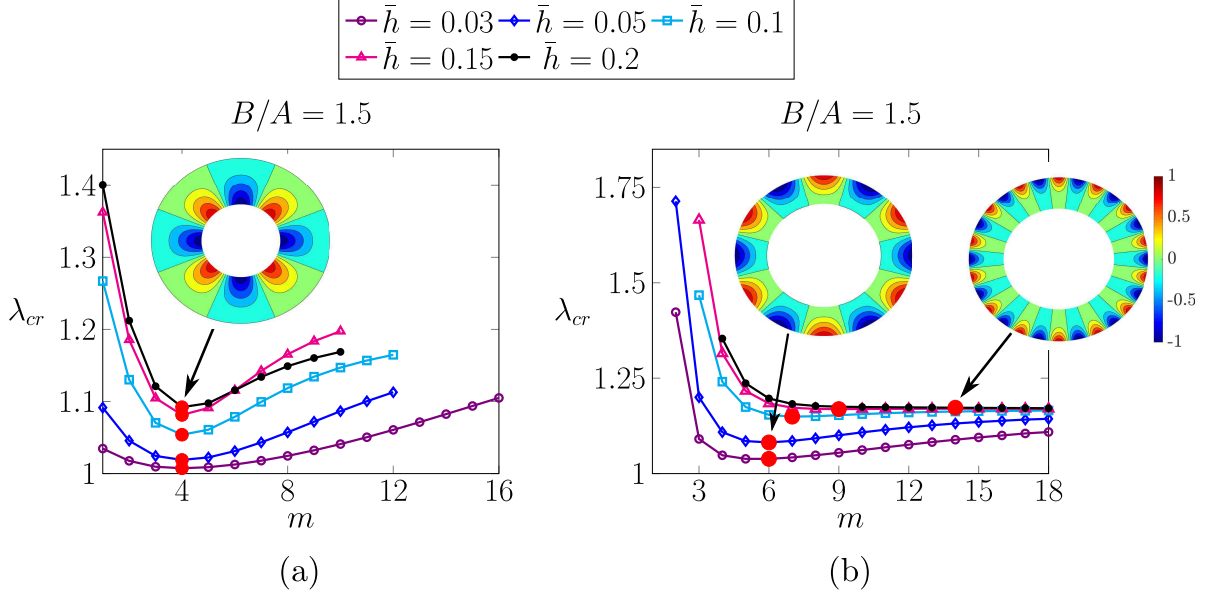 h̄ = 0.03 h̄ = 0.05 h̄ = 0.1
h̄ = 0.15 h̄ = 0.2
B/A = 1.5
1.4
1.3
1.2
1.1
1
λcr
4 8 12 16
m
(a)
B/A = 1.5
1.75
1.5
1.25
1
λcr
3 6 9 12 15 18
m
(b)
1
0.5
0
-0.5
-1